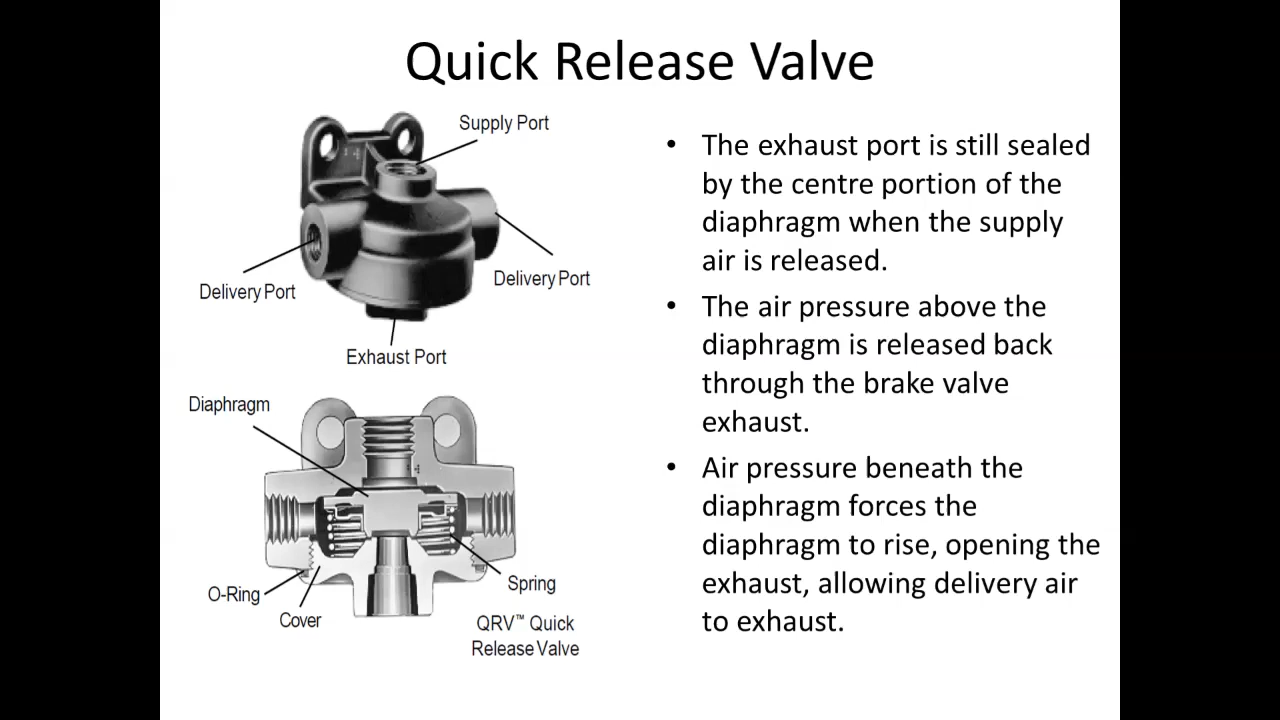 Quick Release Valve
Supply Port
Delivery Port
Delivery Port
Exhaust Port
Diaphragm
O-Ring
Cover
Spring
QRV™ Quick
Release Valve
• The exhaust port is still sealed
by the centre portion of the
diaphragm when the supply
air is released.
• The air pressure above the
diaphragm is released back
through the brake valve
exhaust.
• Air pressure beneath the
diaphragm forces the
diaphragm to rise, opening the
exhaust, allowing delivery air
to exhaust.